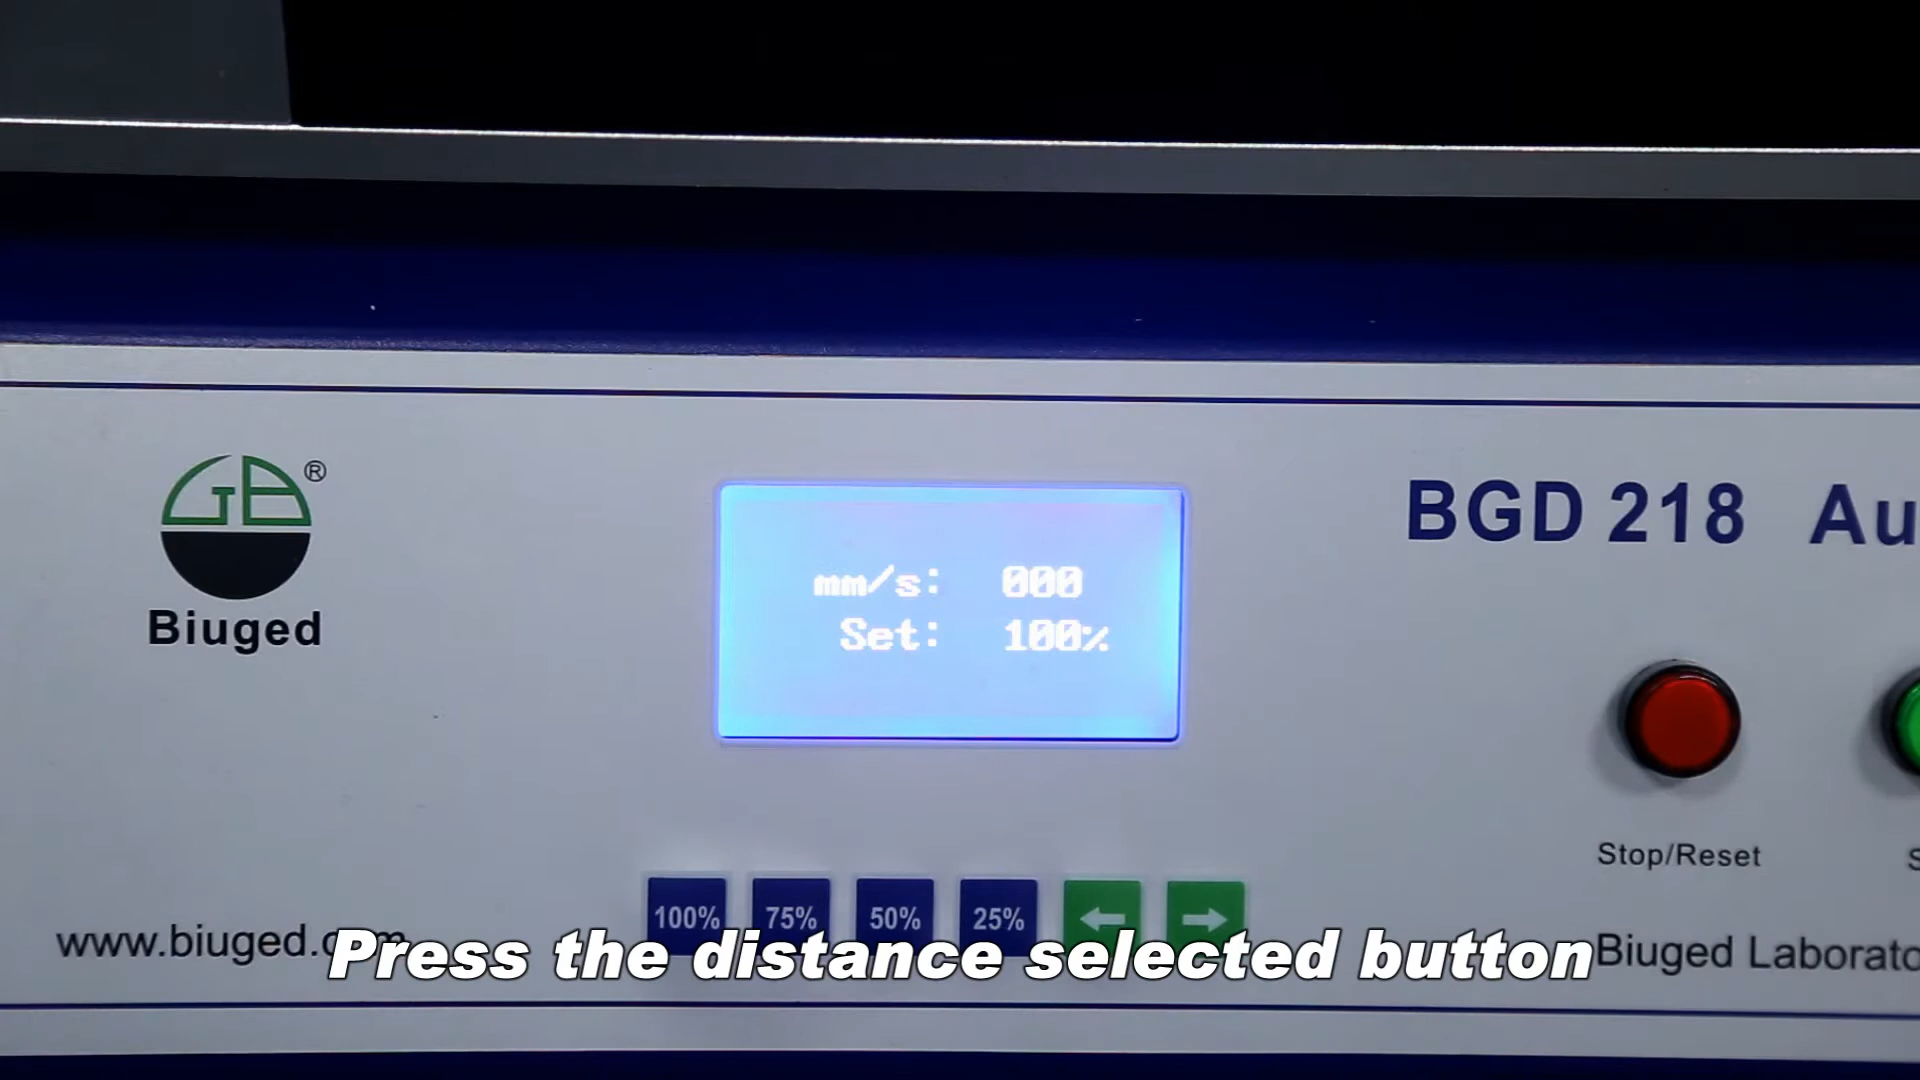 GB®
Biuged
mm/s: 000
Set: 100%
BGD 218 Au
Stop/Reset
100% 75% 50% 25%
www.biuged.com
Biuged Laborato
Press the distance selected button